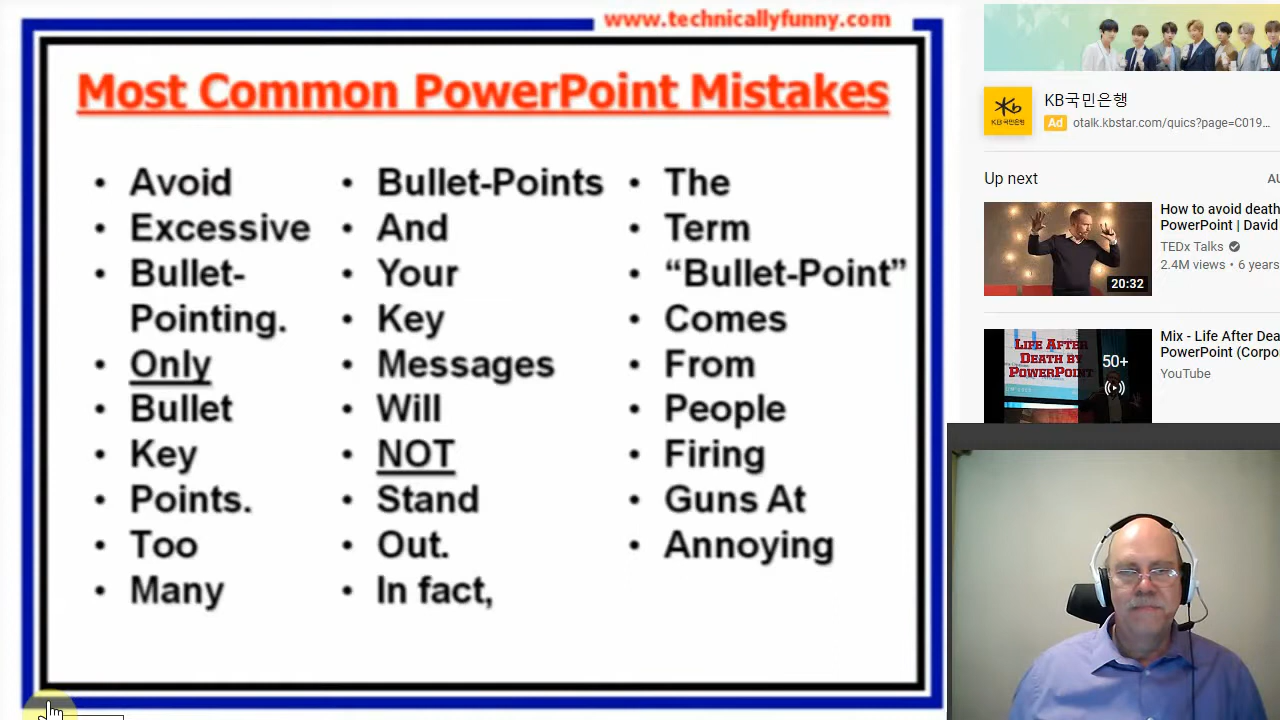 www.technicallyfunny.com
Most Common PowerPoint Mistakes
• Avoid
• Excessive
• Bullet-
Pointing.
• Only
• Bullet
• Key
• Points.
• Too
• Many
• Bullet-Points
• And
• Your
• Key
• Messages
• Will
• NOT
• Stand
• Out.
• In fact,
• The
• Term
• “Bullet-Point”
• Comes
• From
• People
• Firing
• Guns At
• Annoying
KB국민은행
Ad otalk.kbstar.com/quics?page=C019...
Up next AU
How to avoid death
PowerPoint | David
TEDx Talks
2.4M views • 6 years
20:32
Mix - Life After Dea
PowerPoint (Corpo
YouTube
LIFE AFTER
DEATH BY
POWERPOINT
50+